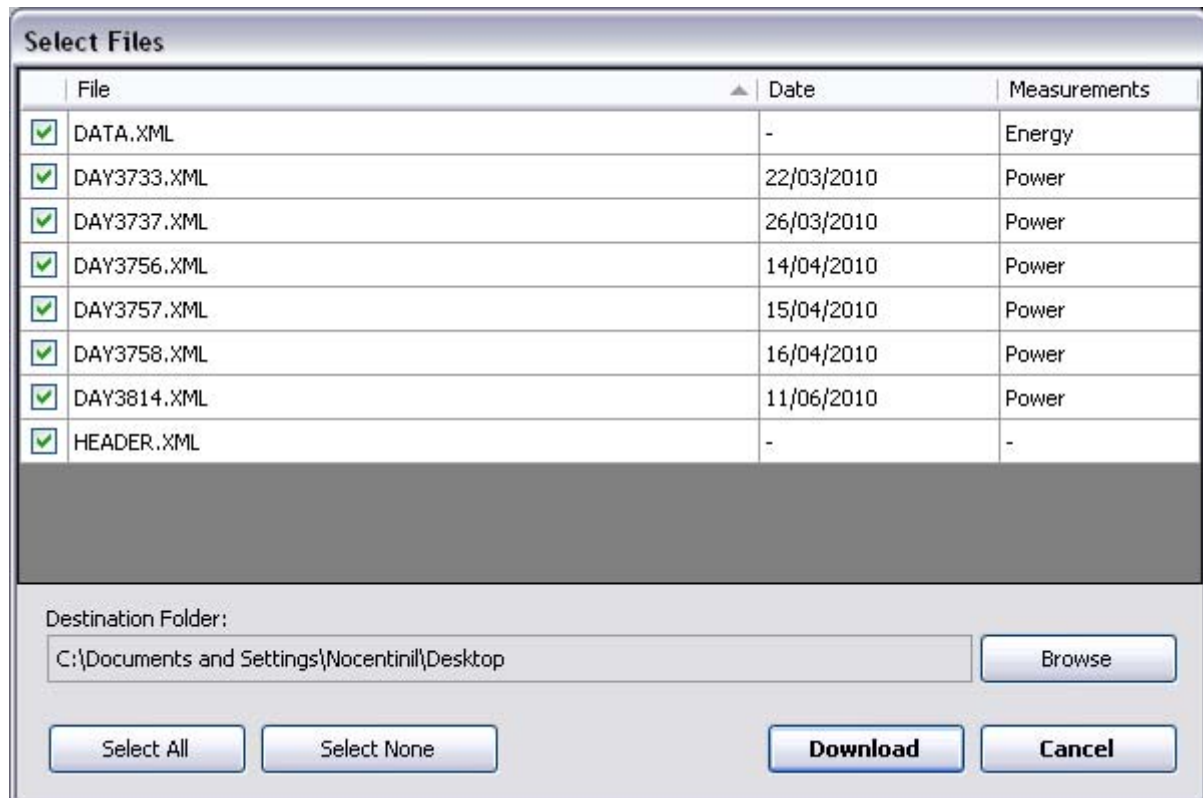 Select Files
File Date Measurements
DATA.XML - Energy
DAY3733.XML 22/03/2010 Power
DAY3737.XML 26/03/2010 Power
DAY3756.XML 14/04/2010 Power
DAY3757.XML 15/04/2010 Power
DAY3758.XML 16/04/2010 Power
DAY3814.XML 11/06/2010 Power
HEADER.XML - -
Destination Folder:
C:\Documents and Settings\Nocentinil\Desktop Browse
Select All Select None Download Cancel